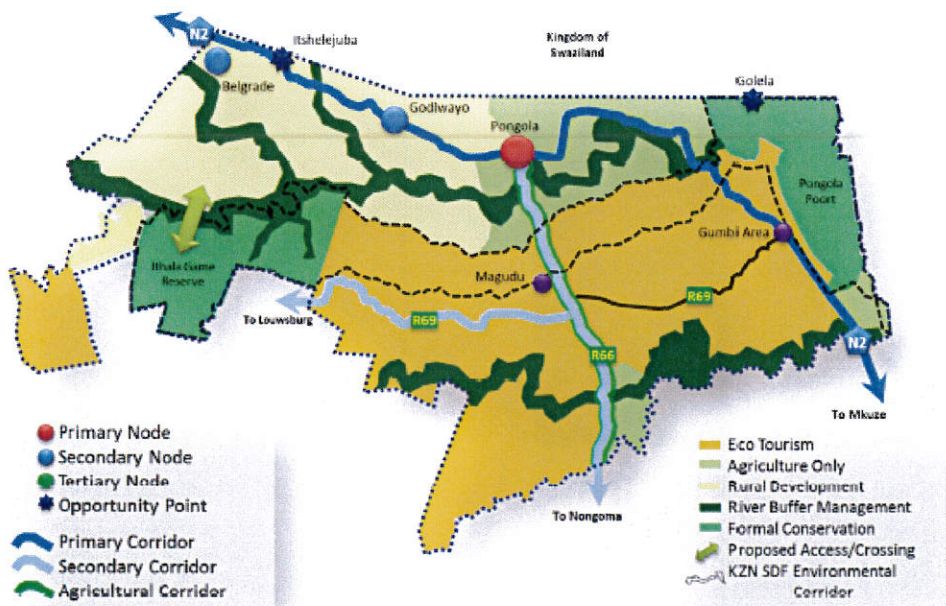 N2
Itshelejuba
Kingdom of
Swaziland
Golela
Belgrade
Godlwayo
Pongola
Pongola
Poort
Gumbi Area
Ithala Game
Reserve
Magudu
R69
To Louwsburg
R69
R66
N2
To Mkuze
To Nongoma
Primary Node
Secondary Node
Tertiary Node
Opportunity Point
Primary Corridor
Secondary Corridor
Agricultural Corridor
Eco Tourism
Agriculture Only
Rural Development
River Buffer Management
Formal Conservation
Proposed Access/Crossing
KZN SDF Environmental
Corridor